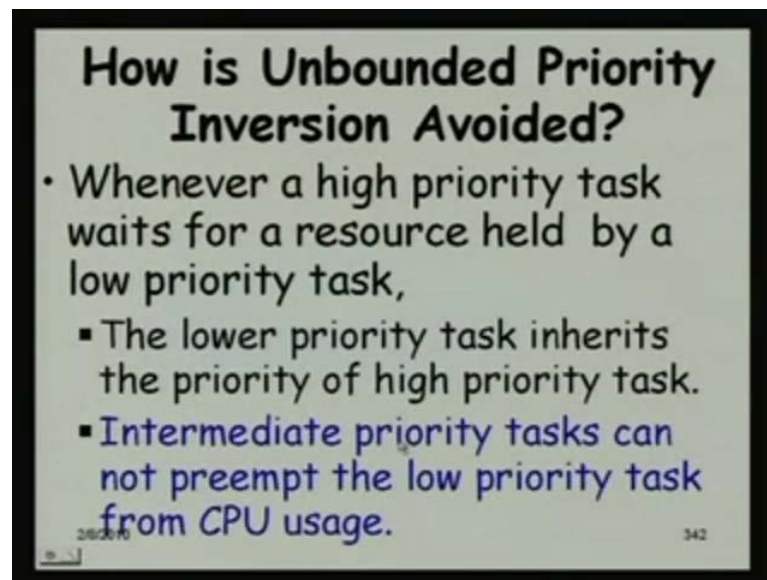 How is Unbounded Priority
Inversion Avoided?
• Whenever a high priority task
waits for a resource held by a
low priority task,
▪ The lower priority task inherits
the priority of high priority task.
▪ Intermediate priority tasks can
not preempt the low priority task
from CPU usage.
342